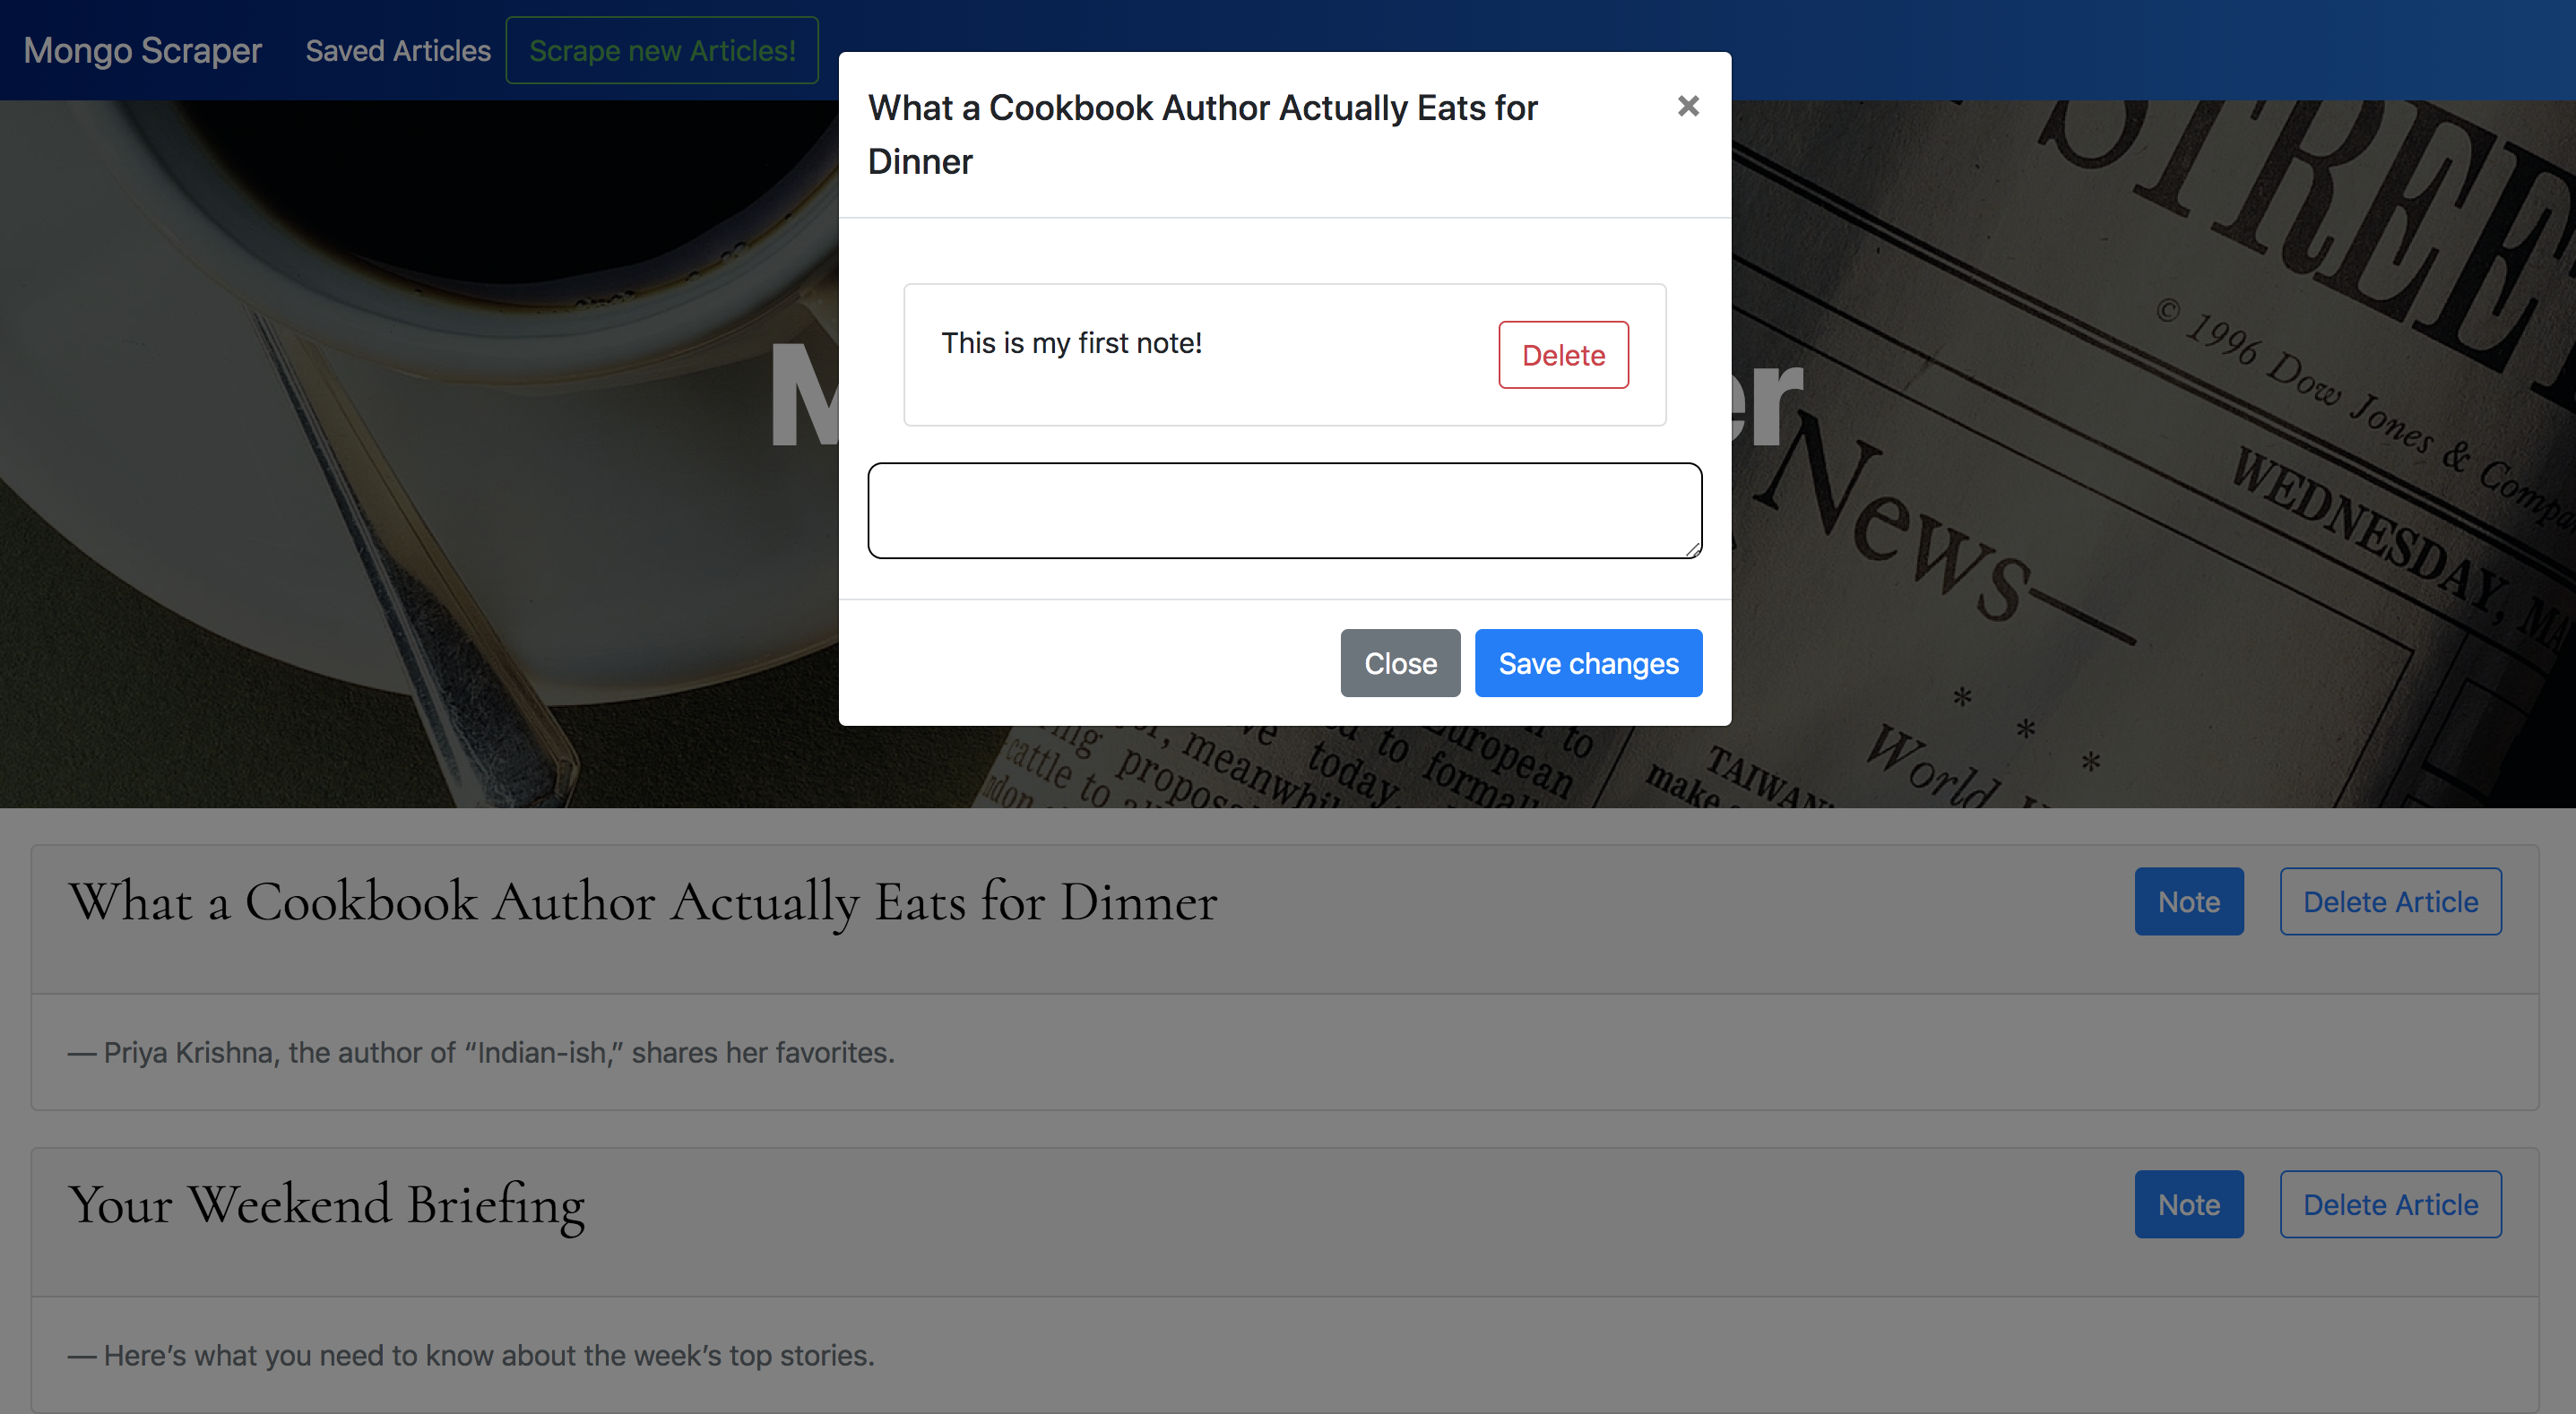 Mongo Scraper Saved Articles Scrape new Articles!
What a Cookbook Author Actually Eats for
Dinner
×
This is my first note!
Delete
Close
Save changes
M
er
STREE
© 1996 Dow Jones &
WEDNESDAY,
News—
* * *
World
TAIWAN
make
to
European
to formal
today.
meanwhil
propos
cattle to
What a Cookbook Author Actually Eats for Dinner
Note
Delete Article
— Priya Krishna, the author of “Indian-ish,” shares her favorites.
Your Weekend Briefing
Note
Delete Article
— Here’s what you need to know about the week’s top stories.